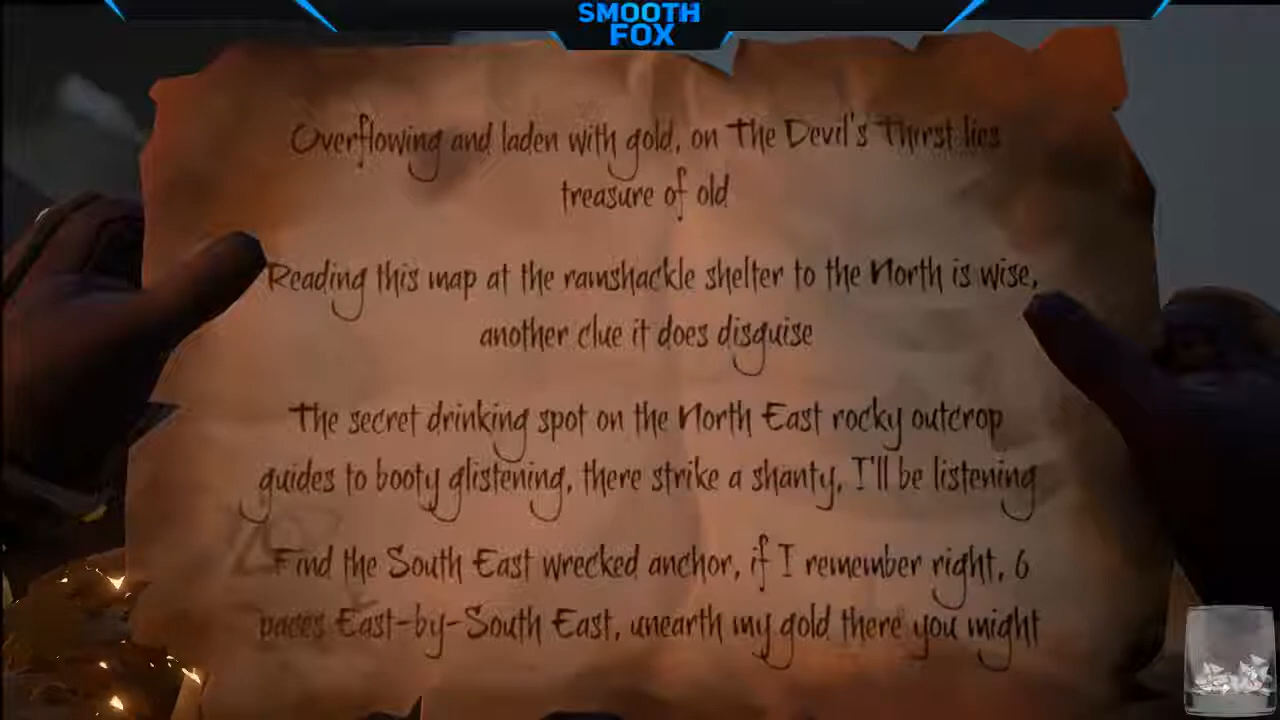 SMOOTH
FOX
Overflowing and laden with gold, on The Devil's Thirst lies
treasure of old
Reading this map at the ramshackle shelter to the North is wise,
another clue it does disguise
The secret drinking spot on the North East rocky outcrop
guides to booty glistening, there strike a shanty, I'll be listening
Find the South East wrecked anchor, if I remember right, 6
paces East-by-South East, unearth my gold there you might